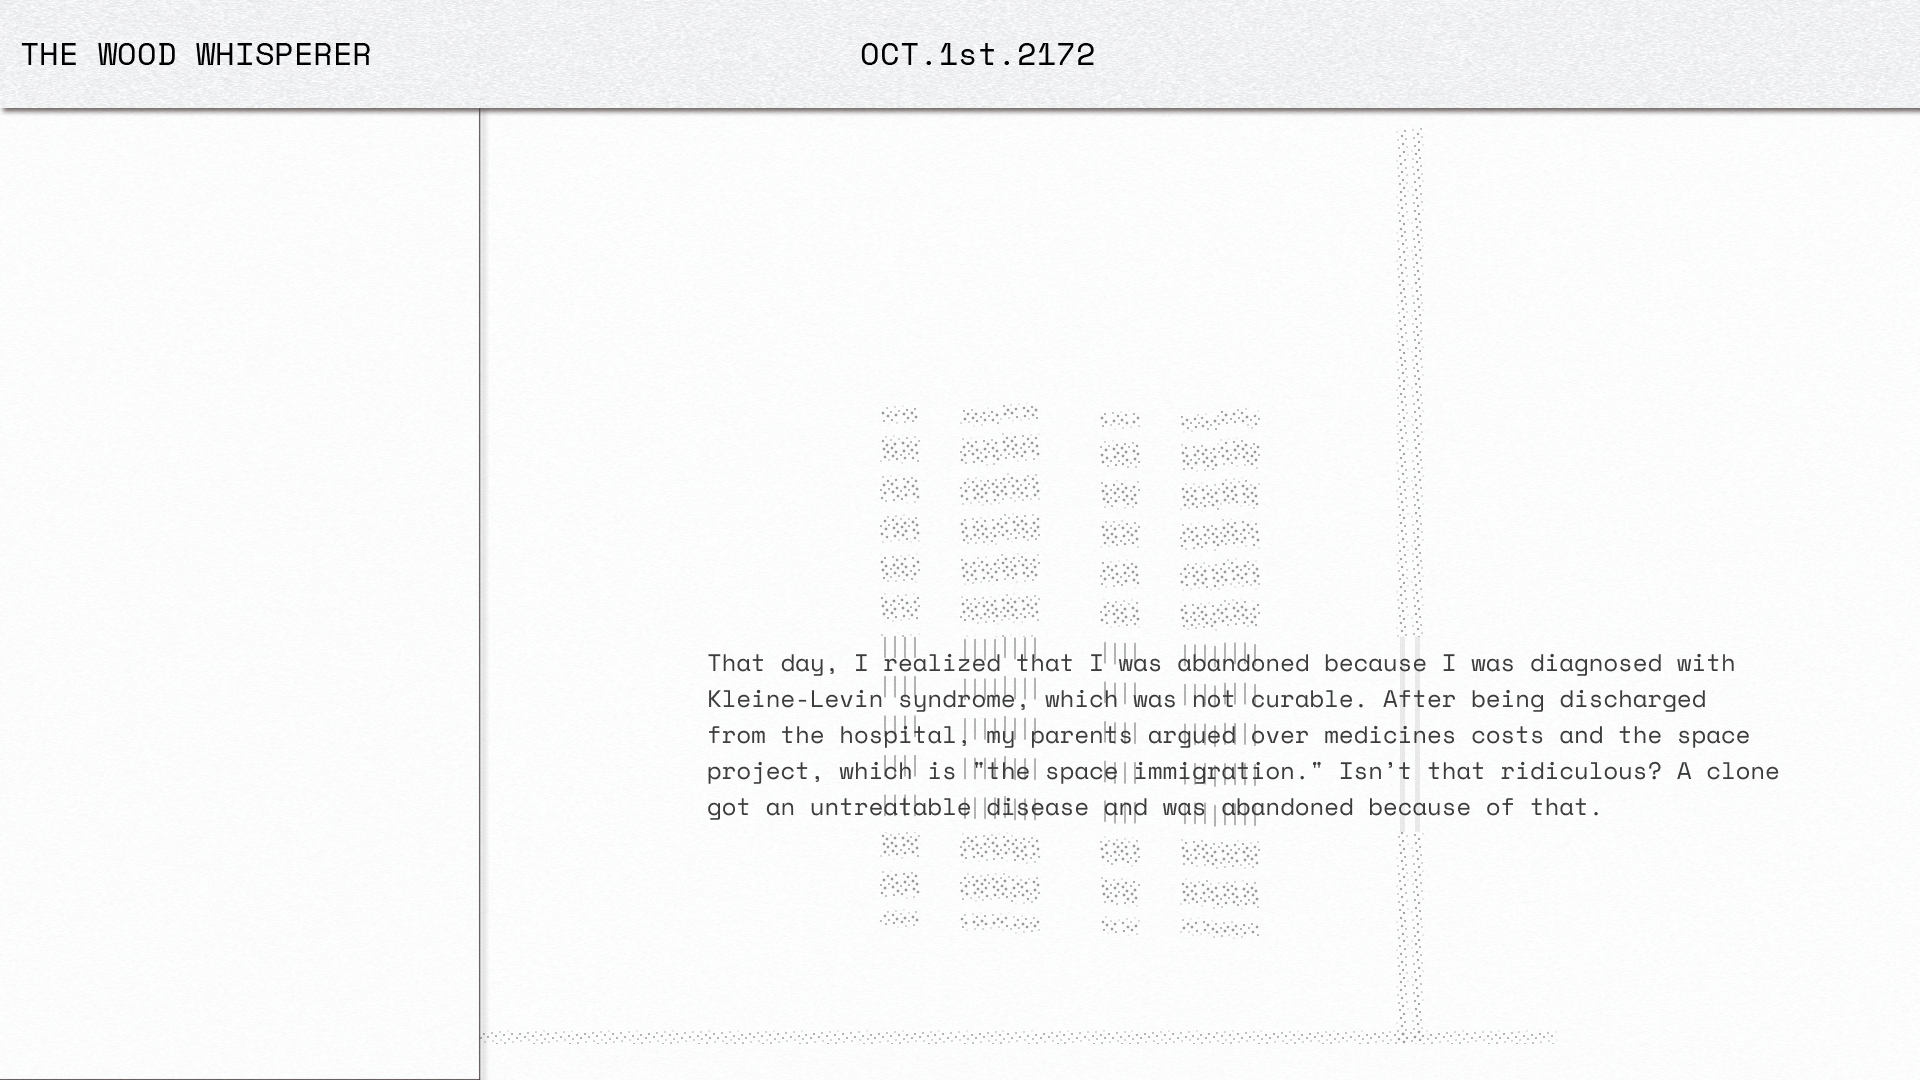 THE WOOD WHISPERER
OCT.1st.2172
That day, I realized that I was abandoned because I was diagnosed with
Kleine-Levin syndrome, which was not curable. After being discharged
from the hospital, my parents argued over medicines costs and the space
project, which is "the space immigration." Isn’t that ridiculous? A clone
got an untreatable disease and was abandoned because of that.